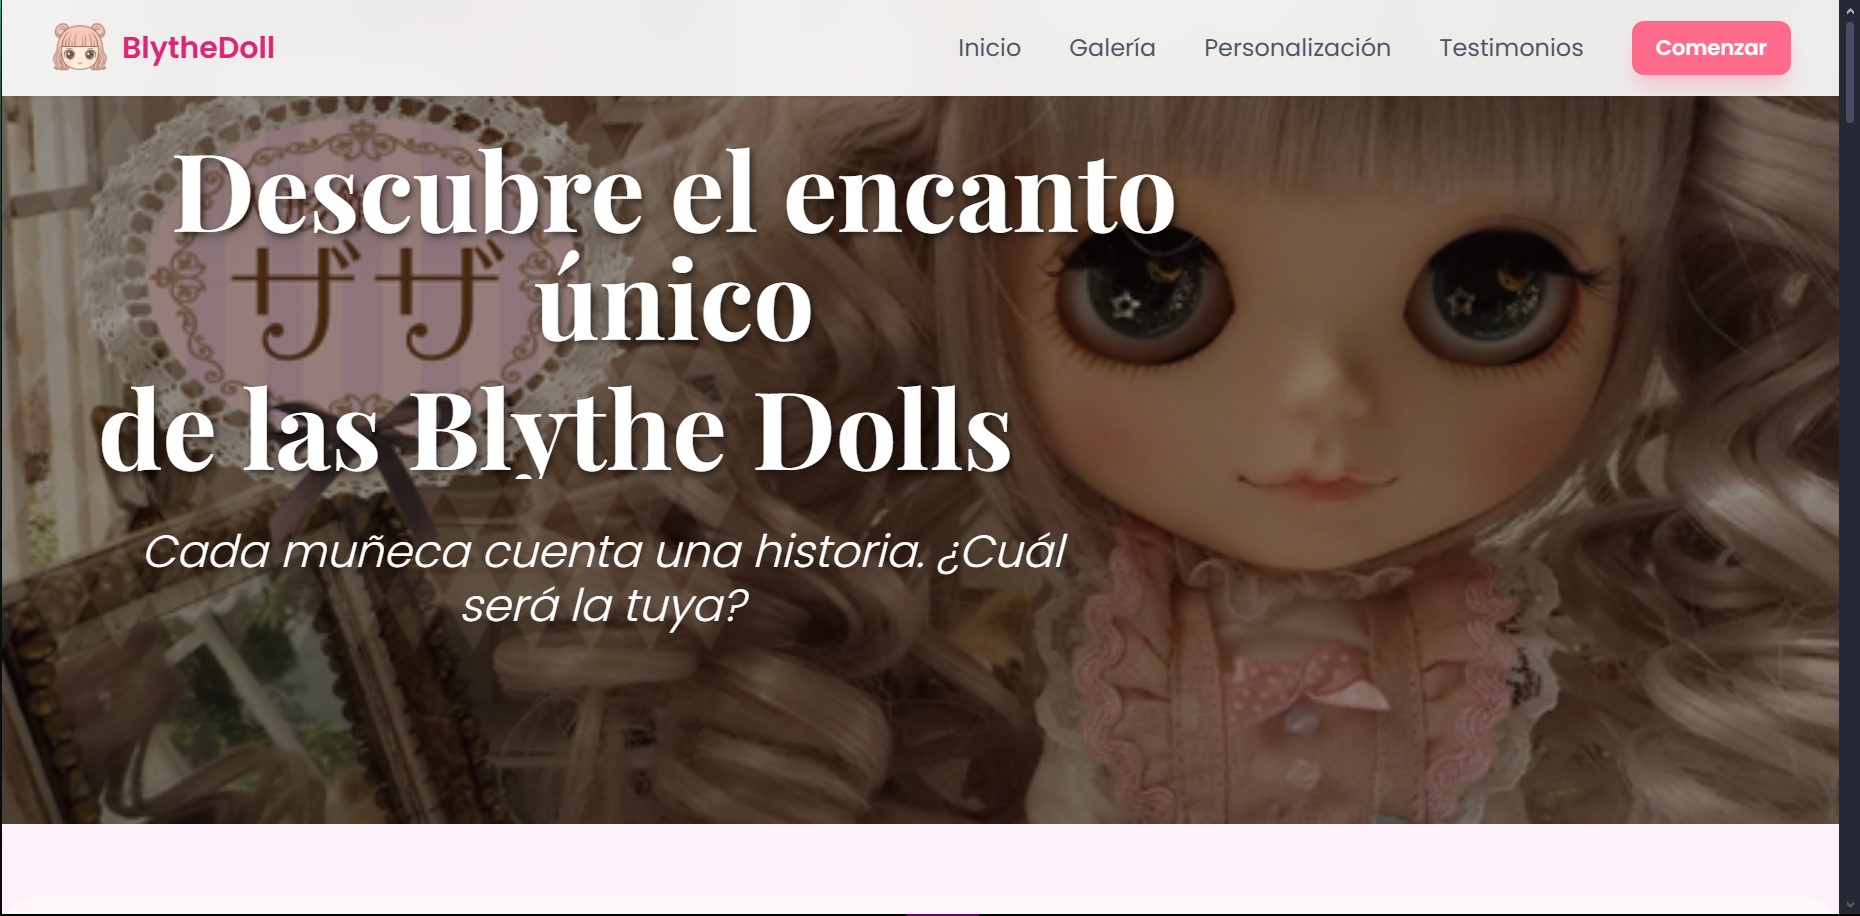 BlytheDoll
Inicio
Galería
Personalización
Testimonios
Comenzar
Descubre el encanto
único
ザザ
de las Blythe Dolls
Cada muñeca cuenta una historia. ¿Cuál
será la tuya?